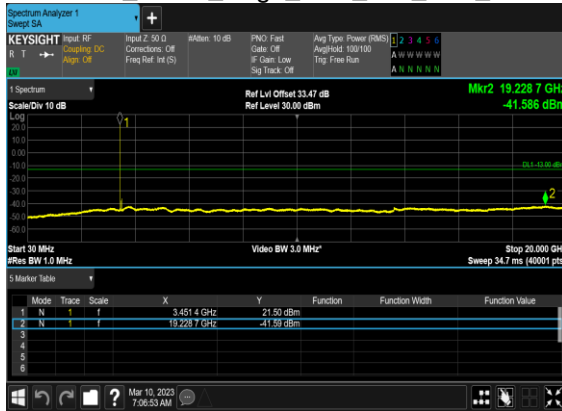 Spectrum Analyzer 1
Swept SA
+
KEYSIGHT Input: RF Input Z: 50 Ω #Atten: 10 dB PNO: Fast Avg Type: Power (RMS) 1 2 3 4 5 6
R T Coupling: DC Corrections: Off Gate: Off Avg|Hold: 100/100 A W W W W W
Align: Off Freq Ref: Int (S) IF Gain: Low Trig: Free Run
Sig Track: Off A N N N N N
LXI
1 Spectrum Ref Lvl Offset 33.47 dB Mkr2 19.228 7 GHz
Scale/Div 10 dB Ref Level 30.00 dBm -41.586 dBm
Log
1
20.0
10.0
0.00
-10.0
DL1 -13.00 dBm
-20.0
-30.0
2
-40.0
-50.0
-60.0
Start 30 MHz Video BW 3.0 MHz* Stop 20.000 GH
#Res BW 1.0 MHz Sweep 34.7 ms (40001 pts
5 Marker Table
Mode Trace Scale X Y Function Function Width Function Value
1 N 1 f 3.451 4 GHz 21.50 dBm
2 N 1 f 19.228 7 GHz -41.59 dBm
3
4
5
6
? Mar 10, 2023
7:06:53 AM